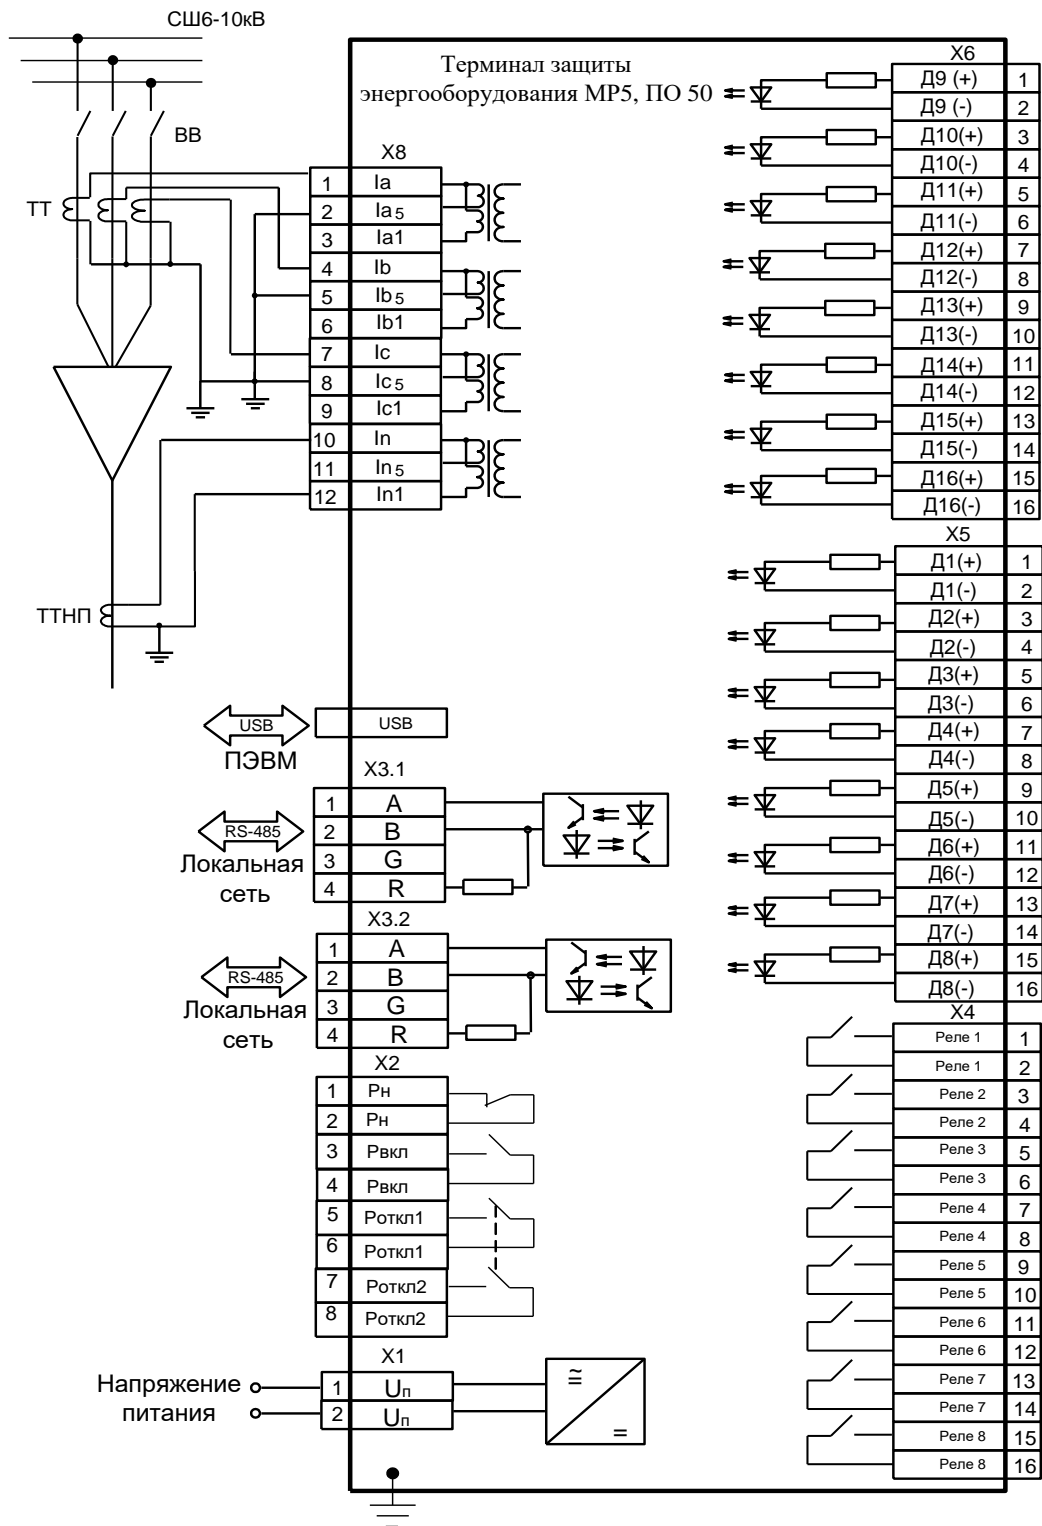 СШ6-10кВ
ВВ
ТТ
ТТНП
Терминал защиты
энергооборудования МР5, ПО 50
X8
1 Ia
2 Ia5
3 Ia1
4 Ib
5 Ib5
6 Ib1
7 Ic
8 Ic5
9 Ic1
10 In
11 In5
12 In1
USB
USB
ПЭВМ
X3.1
1 A
2 B
3 G
4 R
RS-485
Локальная
сеть
X3.2
1 A
2 B
3 G
4 R
RS-485
Локальная
сеть
X2
1 Рн
2 Рн
3 Рвкл
4 Рвкл
5 Роткл1
6 Роткл1
7 Роткл2
8 Роткл2
X1
Напряжение
питания
1 Uп
2 Uп
≅
=
X6
Д9 (+) 1
Д9 (-) 2
Д10(+) 3
Д10(-) 4
Д11(+) 5
Д11(-) 6
Д12(+) 7
Д12(-) 8
Д13(+) 9
Д13(-) 10
Д14(+) 11
Д14(-) 12
Д15(+) 13
Д15(-) 14
Д16(+) 15
Д16(-) 16
X5
Д1(+) 1
Д1(-) 2
Д2(+) 3
Д2(-) 4
Д3(+) 5
Д3(-) 6
Д4(+) 7
Д4(-) 8
Д5(+) 9
Д5(-) 10
Д6(+) 11
Д6(-) 12
Д7(+) 13
Д7(-) 14
Д8(+) 15
Д8(-) 16
X4
Реле 1 1
Реле 1 2
Реле 2 3
Реле 2 4
Реле 3 5
Реле 3 6
Реле 4 7
Реле 4 8
Реле 5 9
Реле 5 10
Реле 6 11
Реле 6 12
Реле 7 13
Реле 7 14
Реле 8 15
Реле 8 16